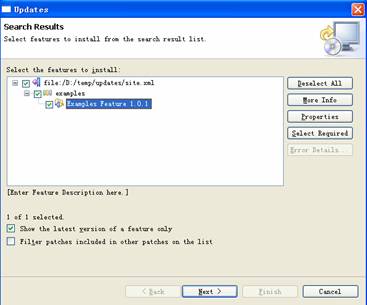 Updates
Search Results
Select features to install from the search result list.
Select the features to install:
file:/D:/temp/updates/site.xml
examples
Examples Feature 1.0.1
Deselect All
More Info
Properties
Select Required
Error Details...
[Enter Feature Description here.]
1 of 1 selected.
Show the latest version of a feature only
Filter patches included in other patches on the list
< Back
Next >
Finish
Cancel